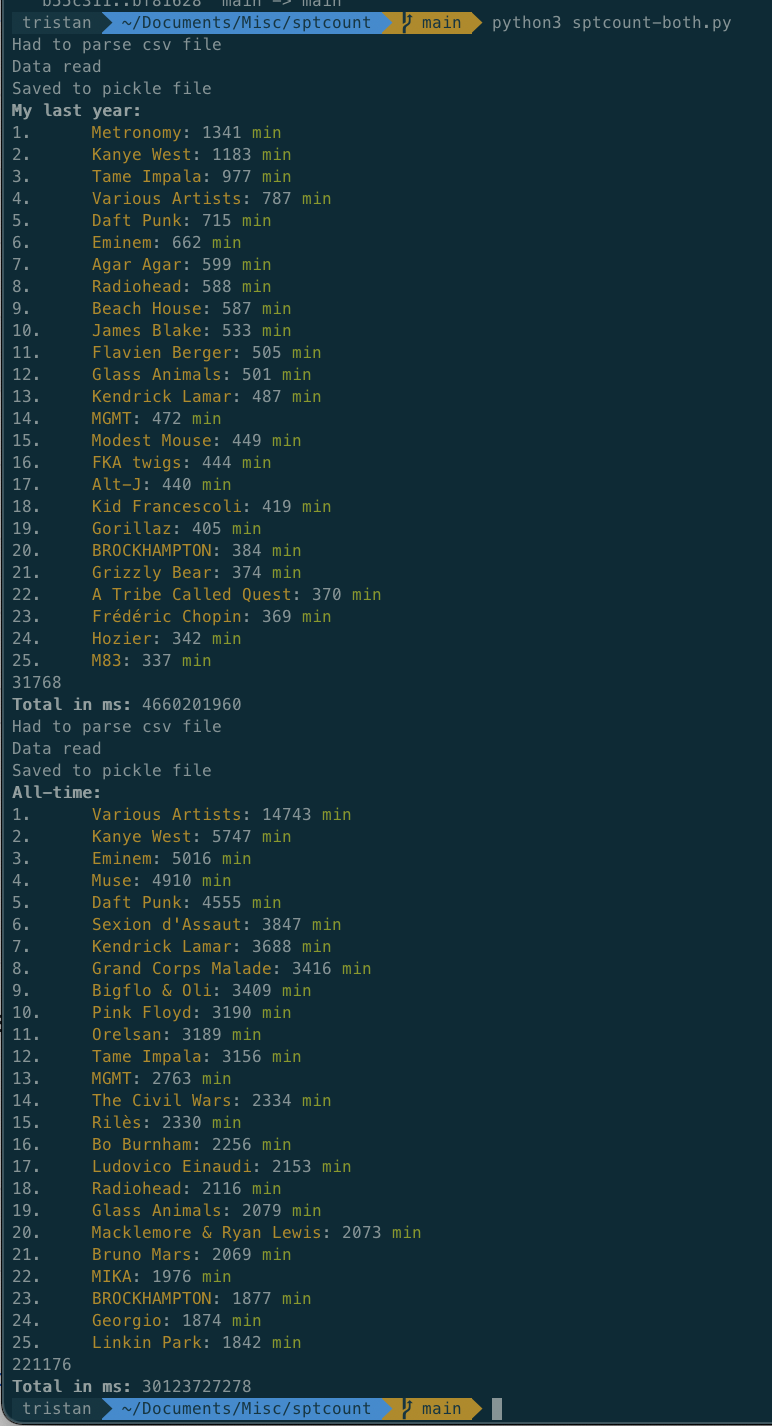 b55c311..bf81628  main -> main
tristan ~/Documents/Misc/sptcount main python3 sptcount-both.py
Had to parse csv file
Data read
Saved to pickle file
My last year:
1. Metronomy: 1341 min
2. Kanye West: 1183 min
3. Tame Impala: 977 min
4. Various Artists: 787 min
5. Daft Punk: 715 min
6. Eminem: 662 min
7. Agar Agar: 599 min
8. Radiohead: 588 min
9. Beach House: 587 min
10. James Blake: 533 min
11. Flavien Berger: 505 min
12. Glass Animals: 501 min
13. Kendrick Lamar: 487 min
14. MGMT: 472 min
15. Modest Mouse: 449 min
16. FKA twigs: 444 min
17. Alt-J: 440 min
18. Kid Francescoli: 419 min
19. Gorillaz: 405 min
20. BROCKHAMPTON: 384 min
21. Grizzly Bear: 374 min
22. A Tribe Called Quest: 370 min
23. Frédéric Chopin: 369 min
24. Hozier: 342 min
25. M83: 337 min
31768
Total in ms: 4660201960
Had to parse csv file
Data read
Saved to pickle file
All-time:
1. Various Artists: 14743 min
2. Kanye West: 5747 min
3. Eminem: 5016 min
4. Muse: 4910 min
5. Daft Punk: 4555 min
6. Sexion d'Assaut: 3847 min
7. Kendrick Lamar: 3688 min
8. Grand Corps Malade: 3416 min
9. Bigflo & Oli: 3409 min
10. Pink Floyd: 3190 min
11. Orelsan: 3189 min
12. Tame Impala: 3156 min
13. MGMT: 2763 min
14. The Civil Wars: 2334 min
15. Rilès: 2330 min
16. Bo Burnham: 2256 min
17. Ludovico Einaudi: 2153 min
18. Radiohead: 2116 min
19. Glass Animals: 2079 min
20. Macklemore & Ryan Lewis: 2073 min
21. Bruno Mars: 2069 min
22. MIKA: 1976 min
23. BROCKHAMPTON: 1877 min
24. Georgio: 1874 min
25. Linkin Park: 1842 min
221176
Total in ms: 30123727278
tristan ~/Documents/Misc/sptcount main